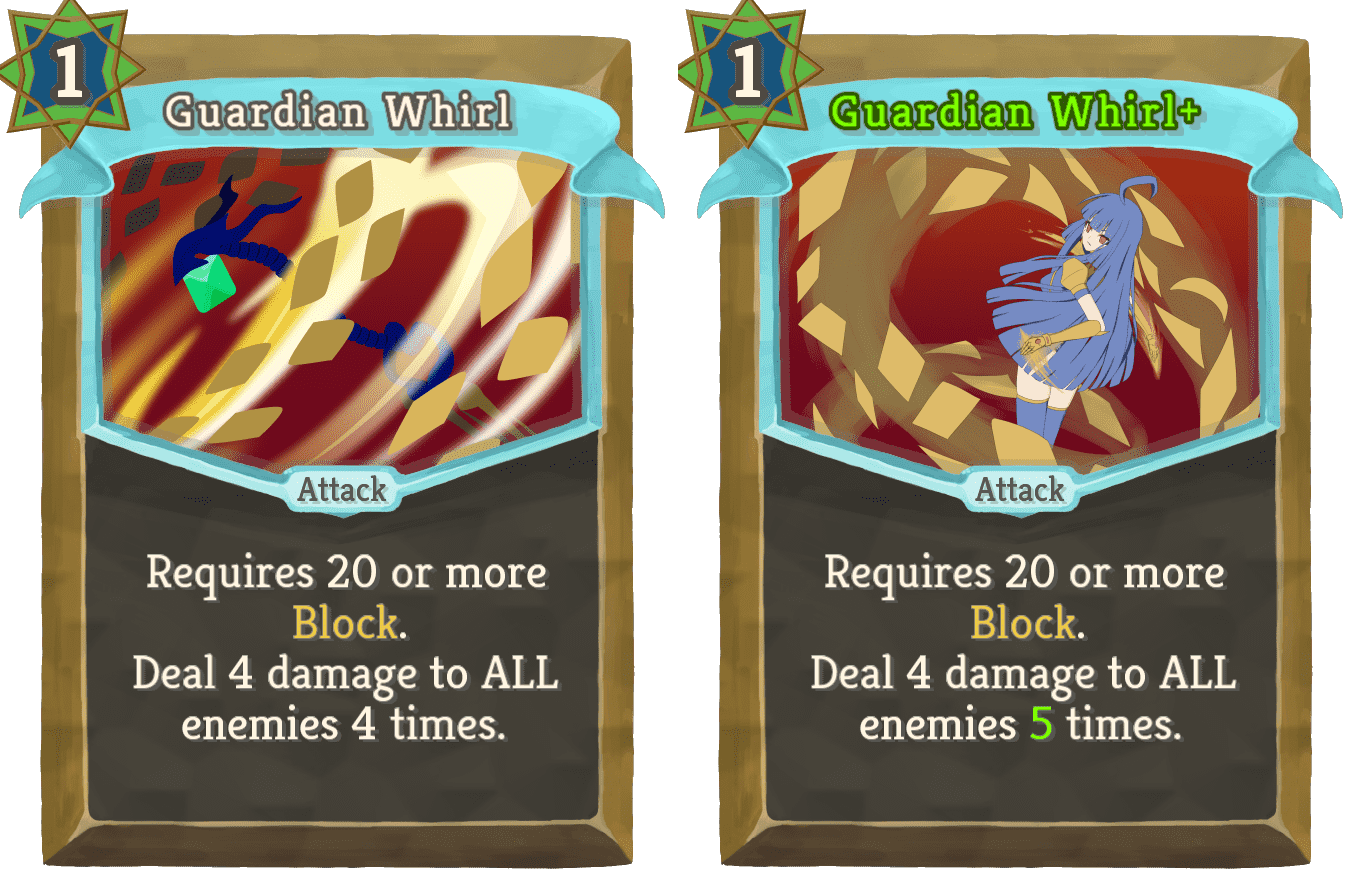 1
Guardian Whirl
Attack
Requires 20 or more
Block.
Deal 4 damage to ALL
enemies 4 times.
1
Guardian Whirl+
Attack
Requires 20 or more
Block.
Deal 4 damage to ALL
enemies 5 times.